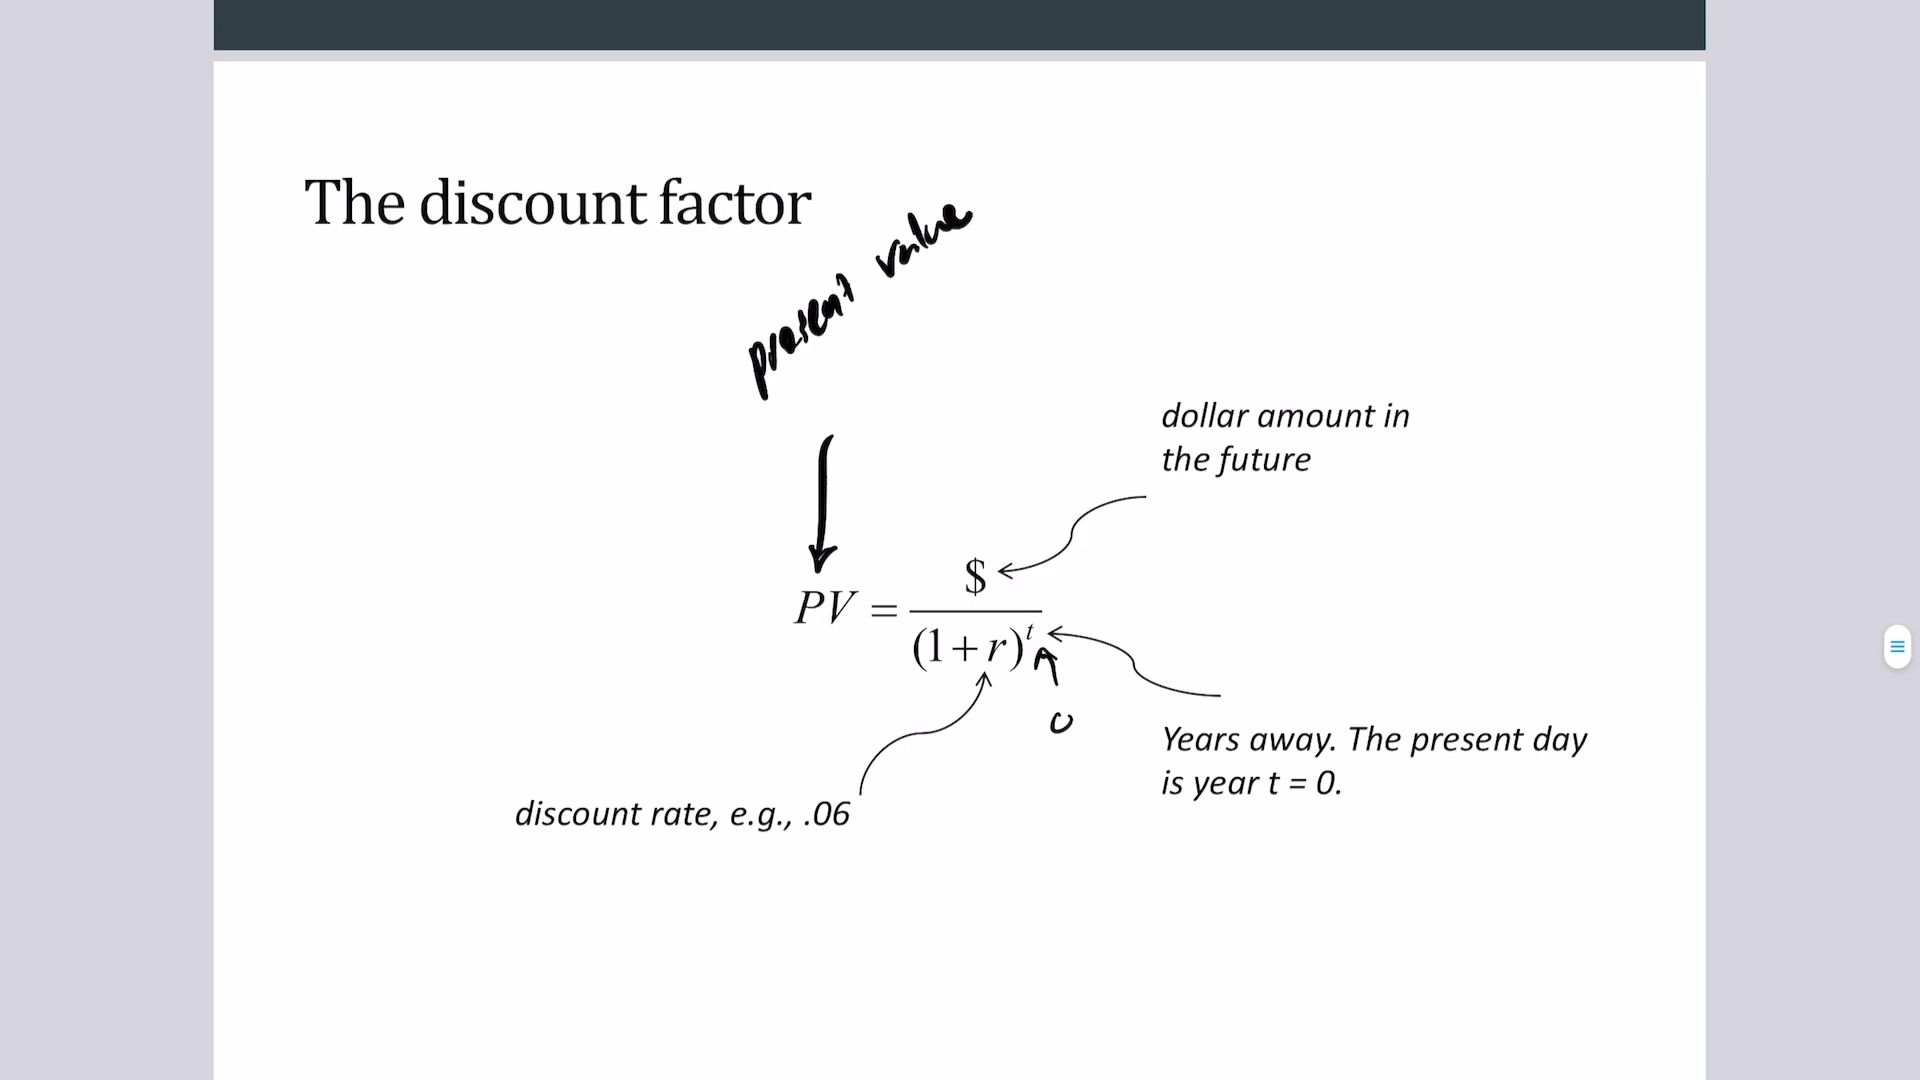 The discount factor
present value
dollar amount in
the future
PV = $ / (1+r)^t
0
Years away. The present day
is year t = 0.
discount rate, e.g., .06